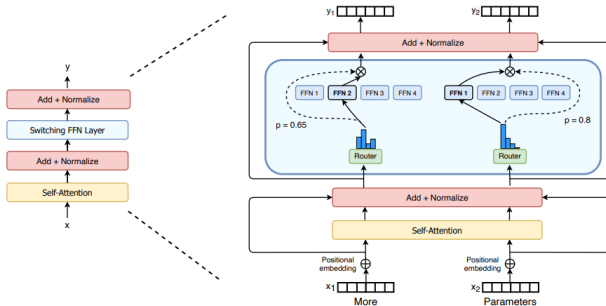 y
Add + Normalize
Switching FFN Layer
Add + Normalize
Self-Attention
x
y₁
y₂
Add + Normalize
FFN 1 FFN 2 FFN 3 FFN 4
FFN 1 FFN 2 FFN 3 FFN 4
p = 0.65
p = 0.8
Router
Router
Add + Normalize
Self-Attention
Positional
embedding
Positional
embedding
x₁
x₂
More
Parameters